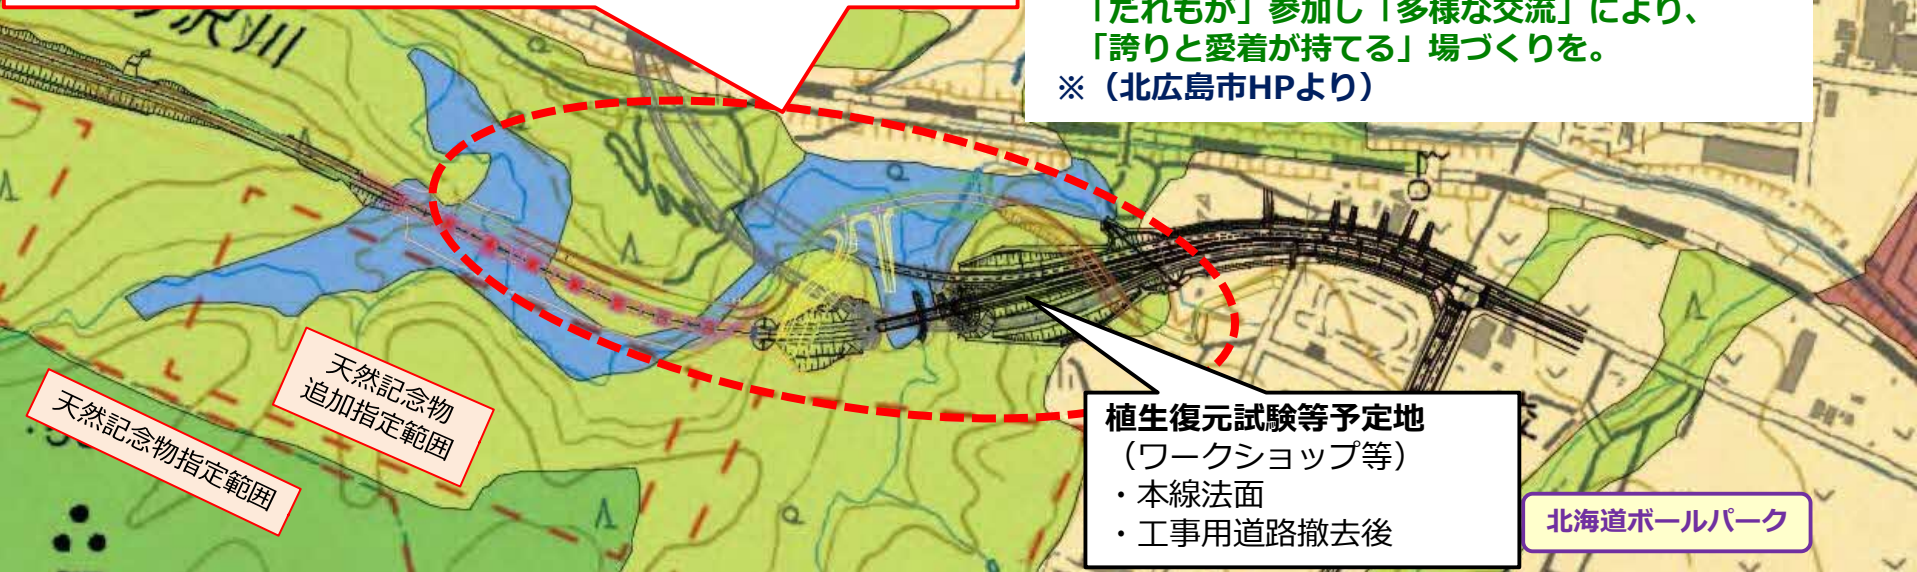 「だれもが」参加し「多様な交流」により、
「誇りと愛着が持てる」場づくりを。
※（北広島市HPより）
沢川
天然記念物
追加指定範囲
天然記念物指定範囲
植生復元試験等予定地
（ワークショップ等）
・本線法面
・工事用道路撤去後
北海道ボールパーク